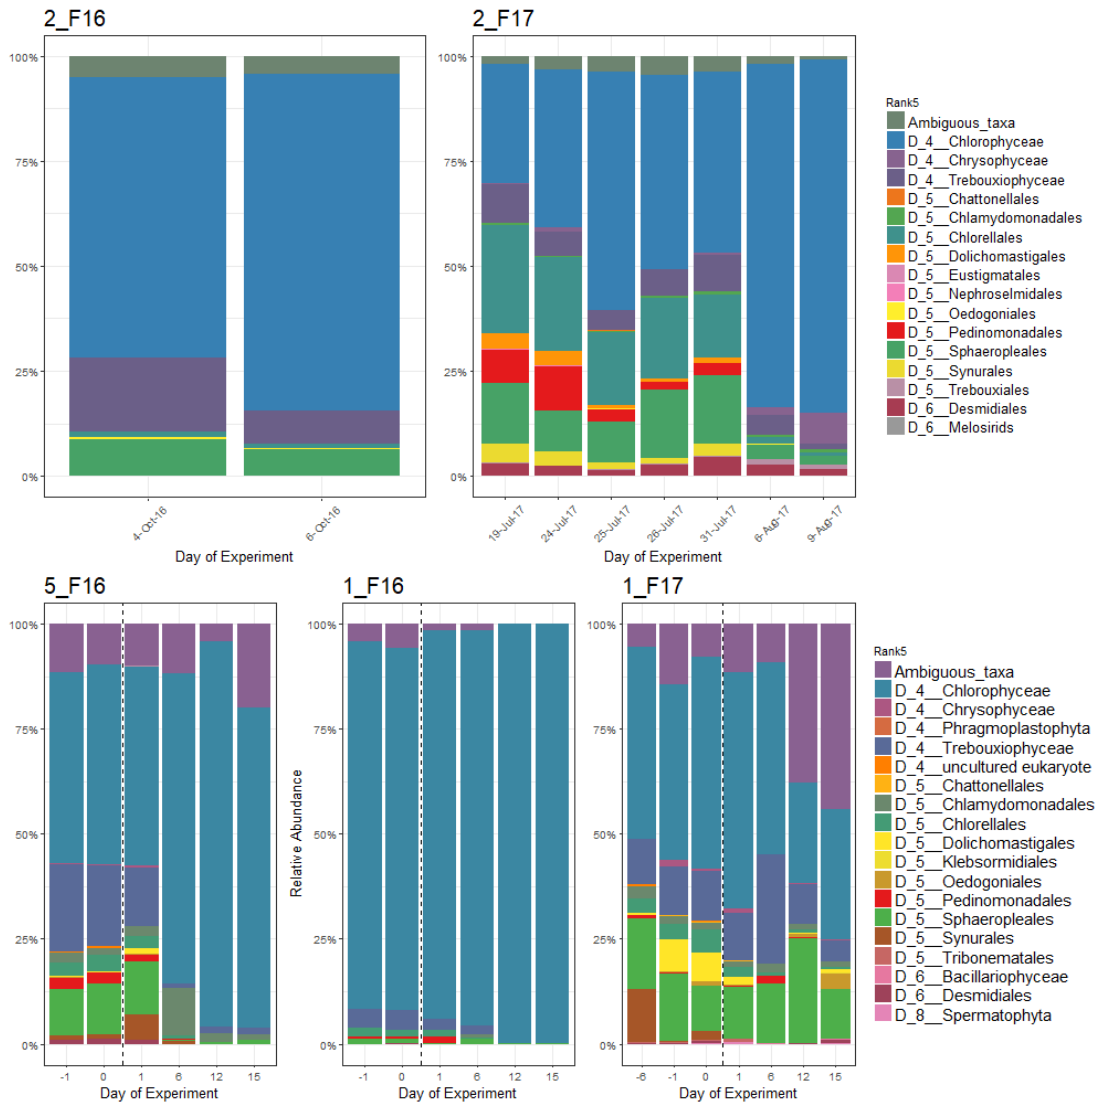 2_F16
2_F17
100%
75%
50%
25%
0%
4-Oct-16
6-Oct-16
Day of Experiment
100%
75%
50%
25%
0%
19-Jul-17
24-Jul-17
25-Jul-17
26-Jul-17
31-Jul-17
6-Aug-17
9-Aug-17
Day of Experiment
Rank5
Ambiguous_taxa
D_4__Chlorophyceae
D_4__Chrysophyceae
D_4__Trebouxiophyceae
D_5__Chattonellales
D_5__Chlamydomonadales
D_5__Chlorellales
D_5__Dolichomastigales
D_5__Eustigmatales
D_5__Nephroselmidales
D_5__Oedogoniales
D_5__Pedinomonadales
D_5__Sphaeropleales
D_5__Synurales
D_5__Trebouxiales
D_6__Desmidiales
D_6__Melosirids
5_F16
1_F16
1_F17
100%
75%
50%
25%
0%
-1 0 1 6 12 15
Day of Experiment
Relative Abundance
100%
75%
50%
25%
0%
-1 0 1 6 12 15
Day of Experiment
100%
75%
50%
25%
0%
-6 -1 0 1 6 12 15
Day of Experiment
Rank5
Ambiguous_taxa
D_4__Chlorophyceae
D_4__Chrysophyceae
D_4__Phragmoplastophyta
D_4__Trebouxiophyceae
D_4__uncultured eukaryote
D_5__Chattonellales
D_5__Chlamydomonadales
D_5__Chlorellales
D_5__Dolichomastigales
D_5__Klebsormidiales
D_5__Oedogoniales
D_5__Pedinomonadales
D_5__Sphaeropleales
D_5__Synurales
D_5__Tribonematales
D_6__Bacillariophyceae
D_6__Desmidiales
D_8__Spermatophyta